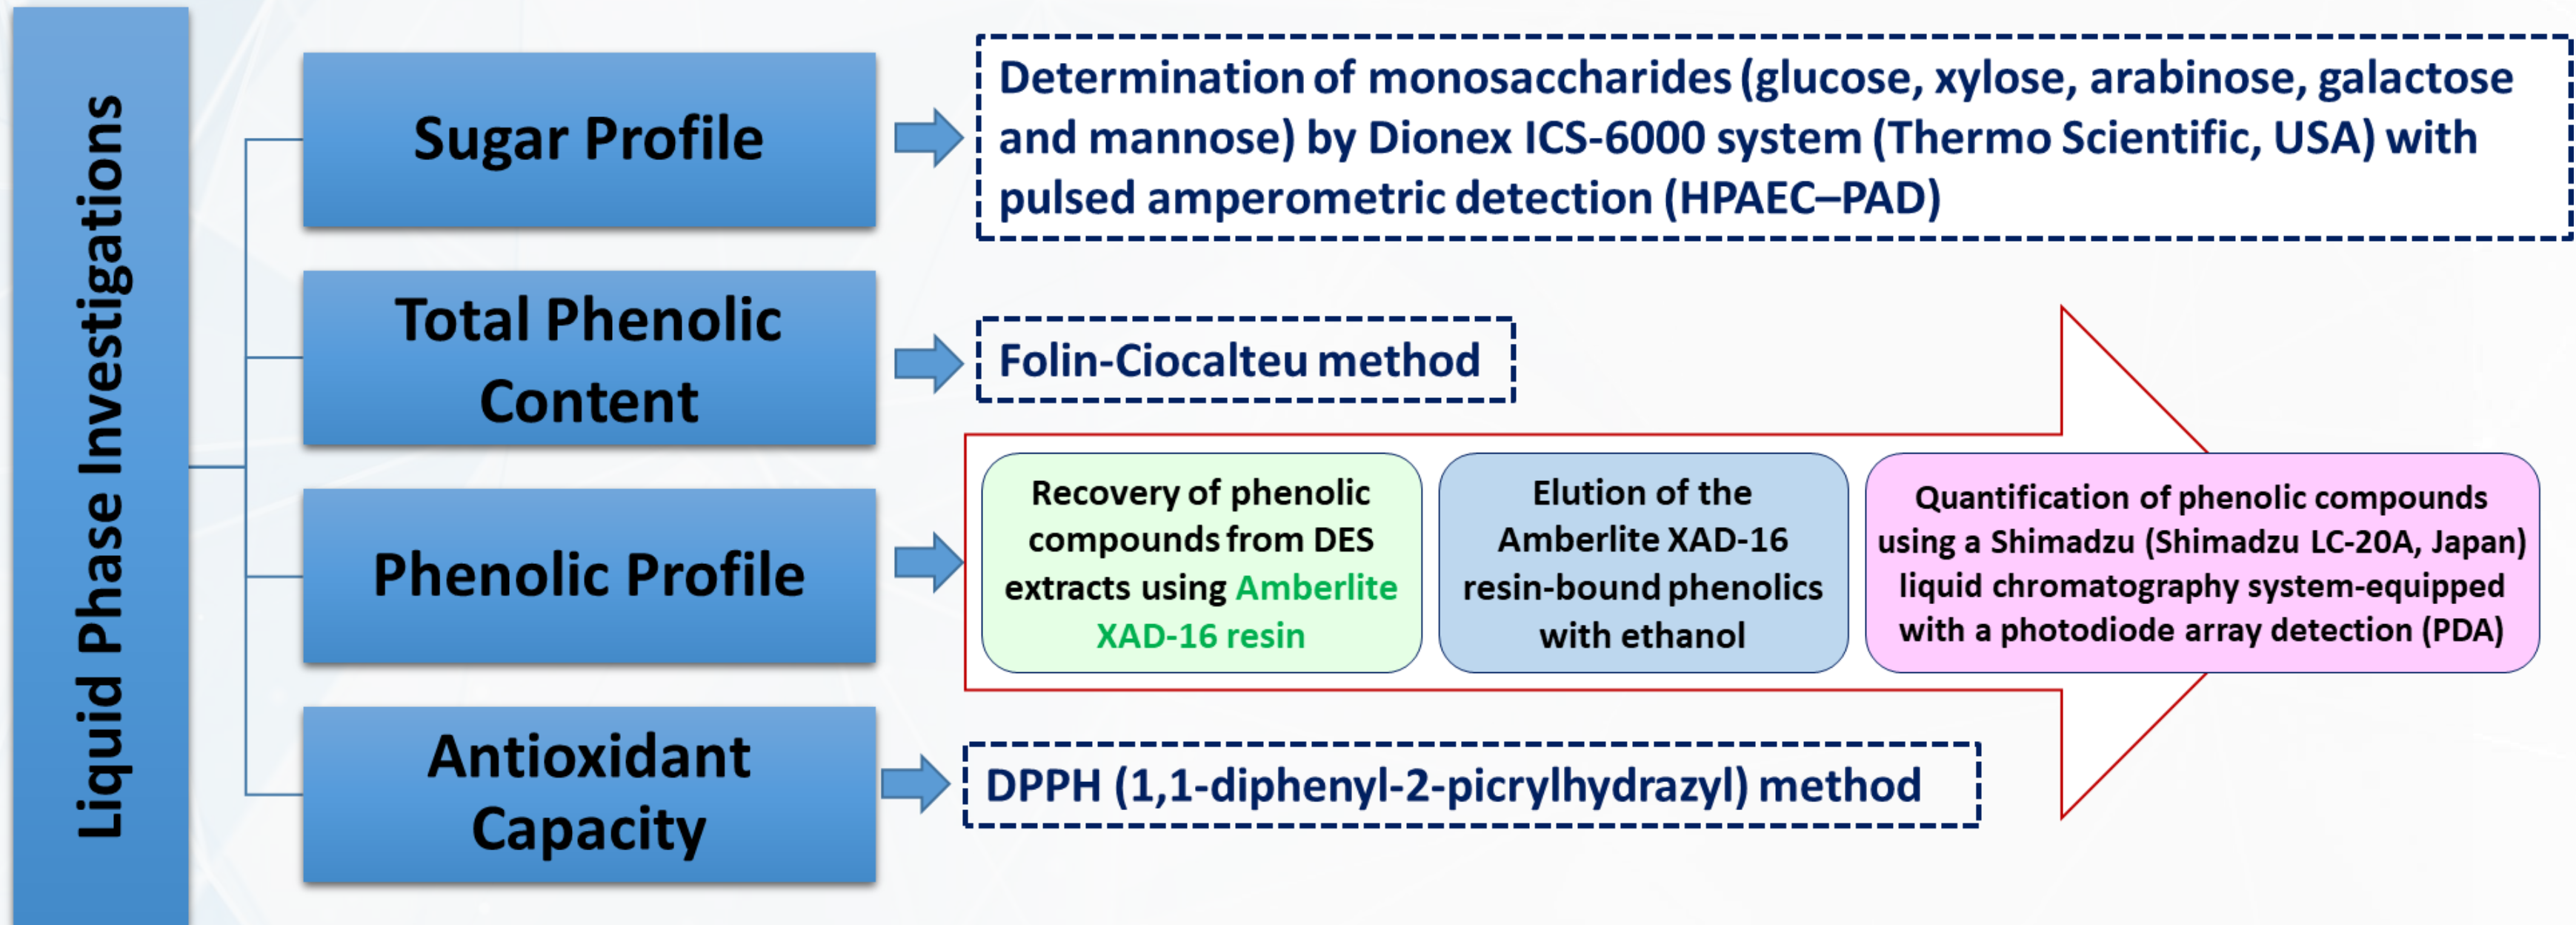 Liquid Phase Investigations
Sugar Profile
Determination of monosaccharides (glucose, xylose, arabinose, galactose
and mannose) by Dionex ICS-6000 system (Thermo Scientific, USA) with
pulsed amperometric detection (HPAEC–PAD)
Total Phenolic
Content
Folin-Ciocalteu method
Phenolic Profile
Recovery of phenolic
compounds from DES
extracts using Amberlite
XAD-16 resin
Elution of the
Amberlite XAD-16
resin-bound phenolics
with ethanol
Quantification of phenolic compounds
using a Shimadzu (Shimadzu LC-20A, Japan)
liquid chromatography system-equipped
with a photodiode array detection (PDA)
Antioxidant
Capacity
DPPH (1,1-diphenyl-2-picrylhydrazyl) method